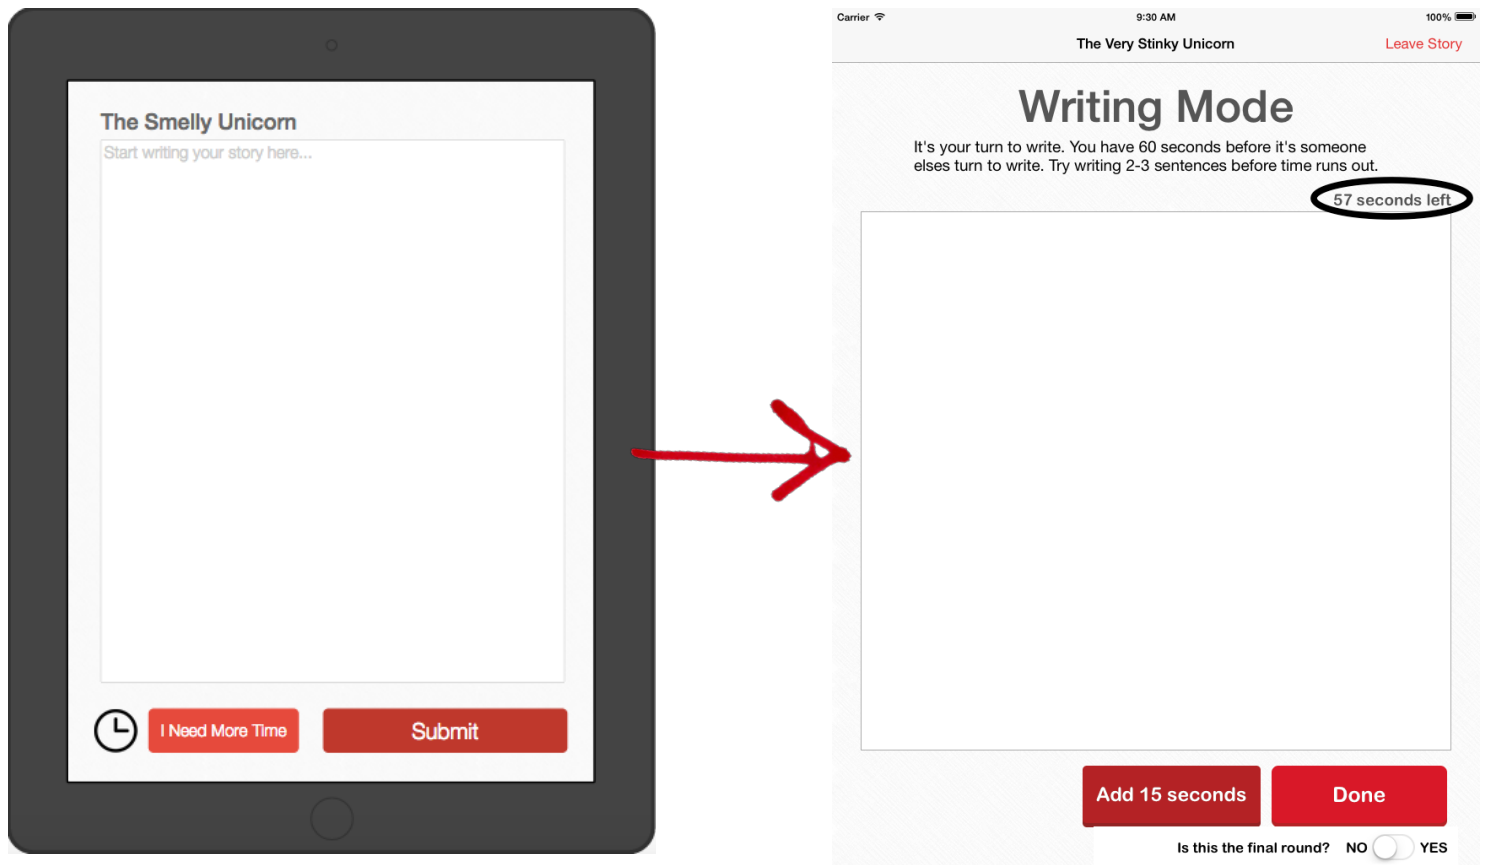 The Smelly Unicorn
Start writing your story here...
I Need More Time
Submit
Carrier
9:30 AM
100%
The Very Stinky Unicorn
Leave Story
Writing Mode
It's your turn to write. You have 60 seconds before it's someone
elses turn to write. Try writing 2-3 sentences before time runs out.
57 seconds left
Add 15 seconds
Done
Is this the final round? NO YES